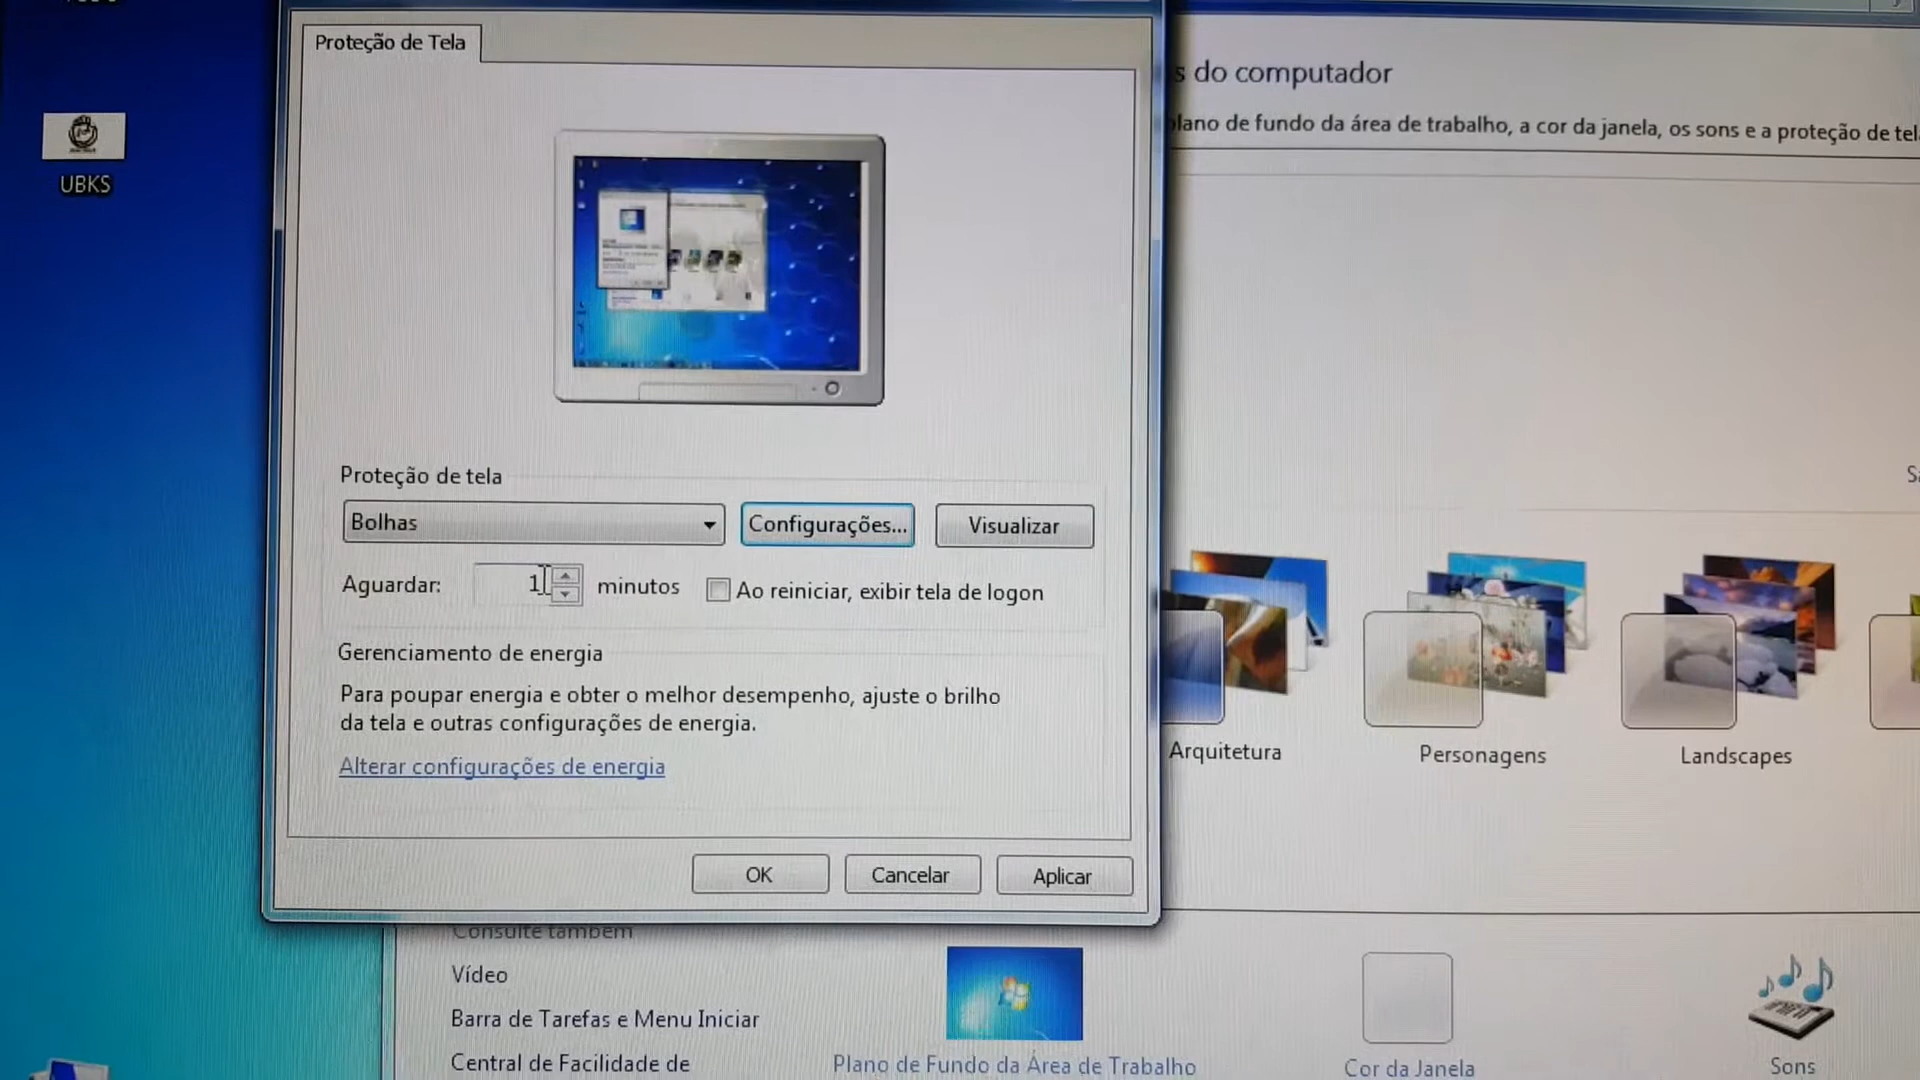 Proteção de Tela
s do computador
plano de fundo da área de trabalho, a cor da janela, os sons e a proteção de tel
UBKS
Proteção de tela
Bolhas
Configurações...
Visualizar
Aguardar:
1
minutos
Ao reiniciar, exibir tela de logon
Gerenciamento de energia
Para poupar energia e obter o melhor desempenho, ajuste o brilho
da tela e outras configurações de energia.
Alterar configurações de energia
OK
Cancelar
Aplicar
Arquitetura
Personagens
Landscapes
Consulte também
Vídeo
Barra de Tarefas e Menu Iniciar
Central de Facilidade de
Plano de Fundo da Área de Trabalho
Cor da Janela
Sons